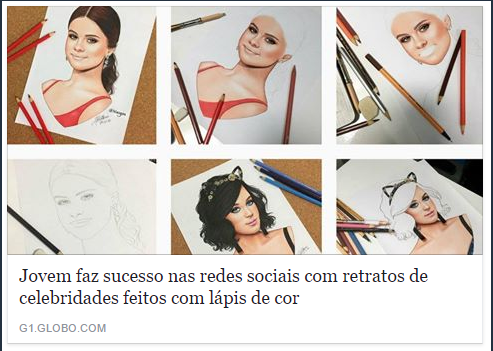 Jovem faz sucesso nas redes sociais com retratos de
celebridades feitos com lápis de cor
G1.GLOBO.COM